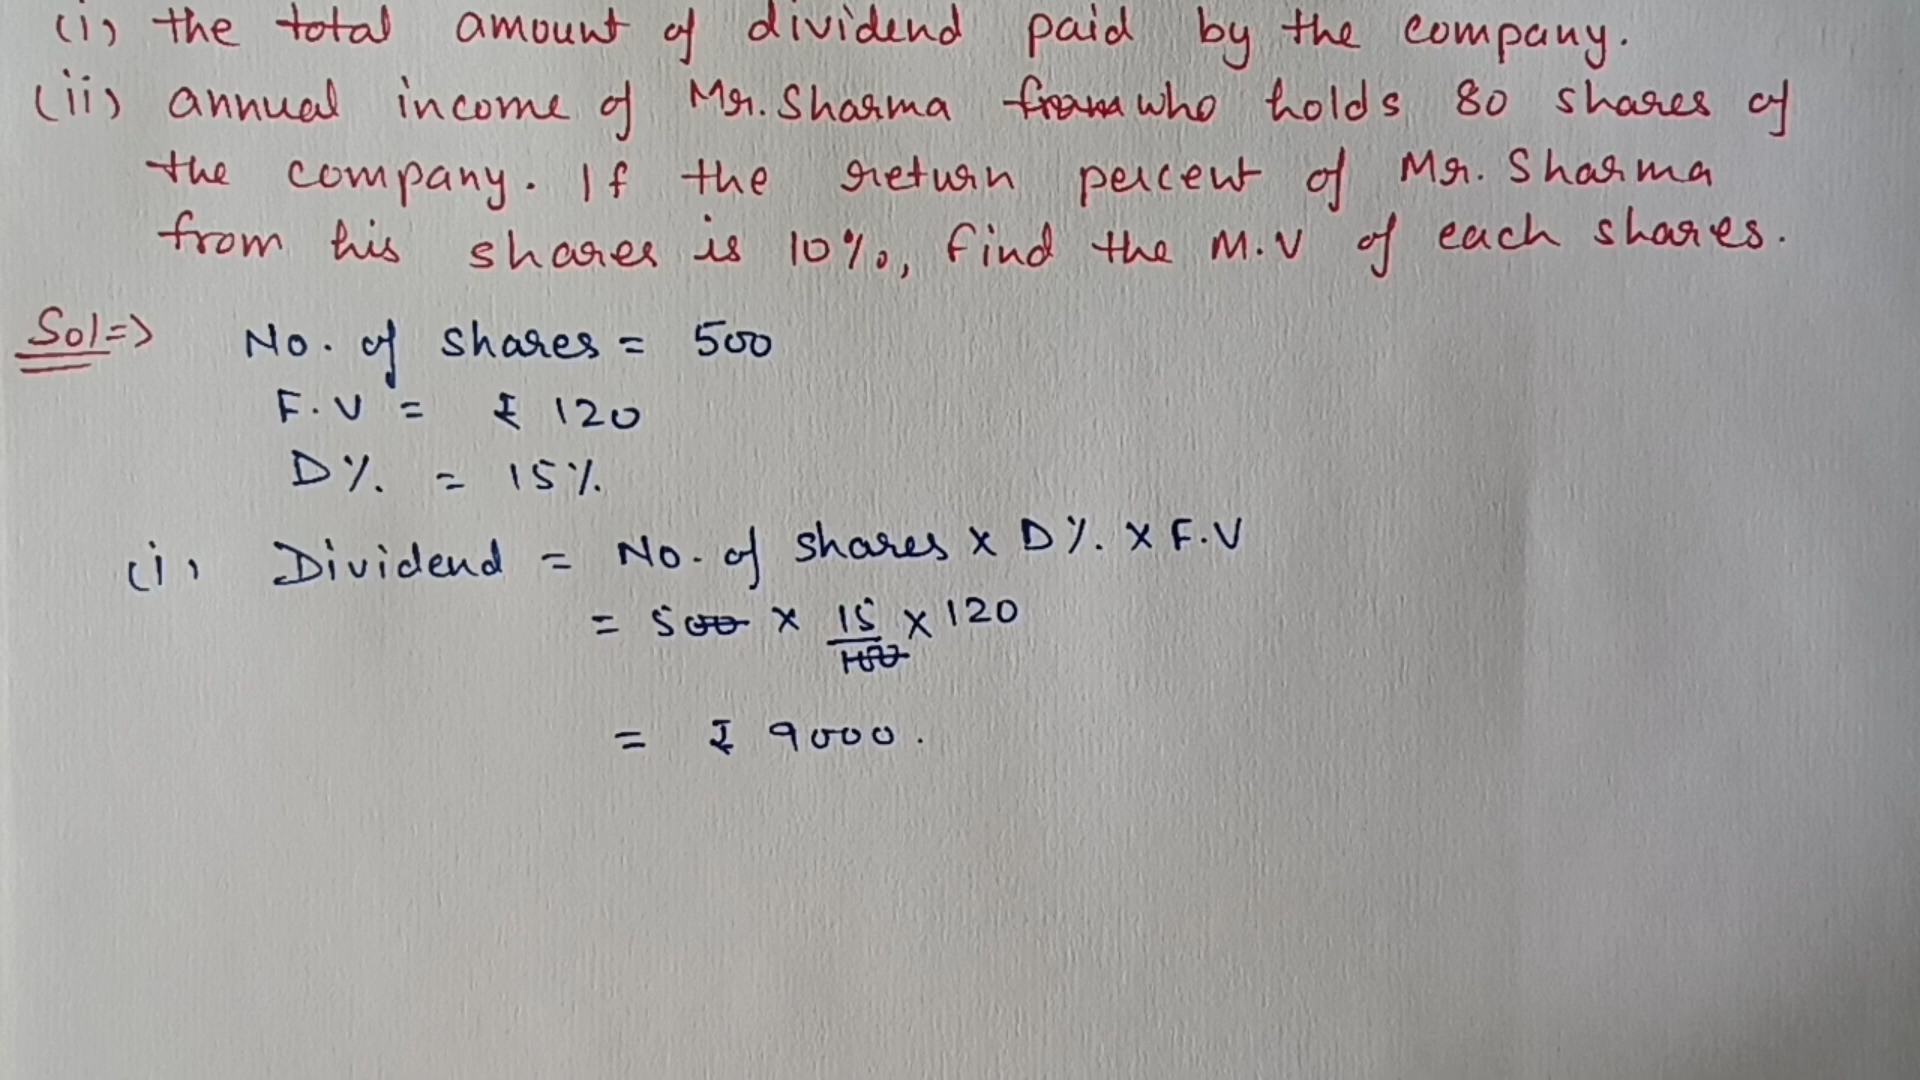 (i) the total amount of dividend paid by the company.
(ii) annual income of Mr. Sharma who holds 80 shares of
the company. If the return percent of Mr. Sharma
from his shares is 10%, find the M.V of each shares.
Sol=> No. of shares = 500
F.V = ₹ 120
D% = 15%
(i) Dividend = No. of shares x D% x F.V
= 500 x 15/100 x 120
= ₹ 9000.